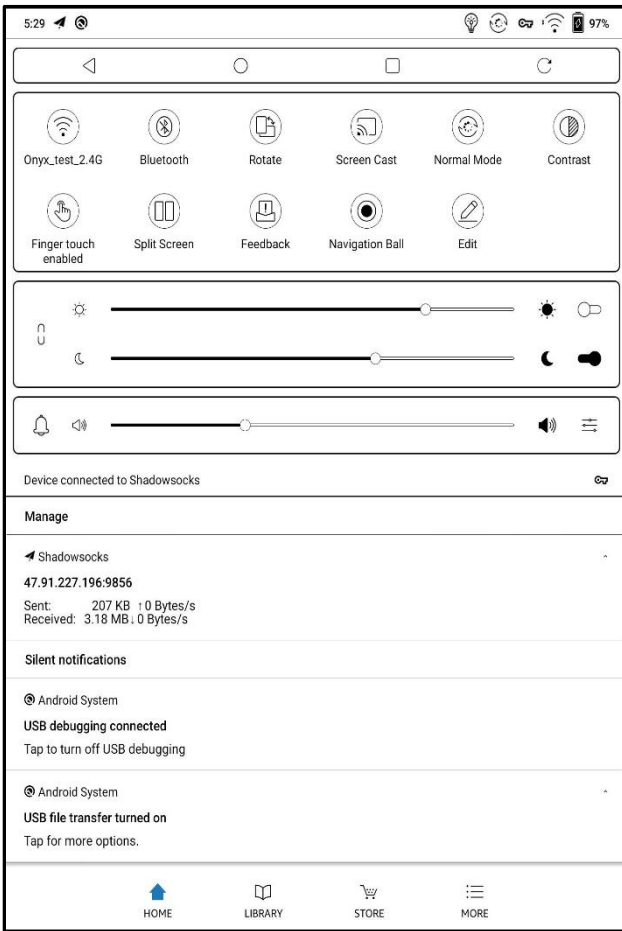 5:29 97%
Onyx_test_2.4G Bluetooth Rotate Screen Cast Normal Mode Contrast
Finger touch enabled Split Screen Feedback Navigation Ball Edit
Device connected to Shadowsocks
Manage
Shadowsocks
47.91.227.196:9856
Sent: 207 KB ↑0 Bytes/s
Received: 3.18 MB↓0 Bytes/s
Silent notifications
Android System
USB debugging connected
Tap to turn off USB debugging
Android System
USB file transfer turned on
Tap for more options.
HOME LIBRARY STORE MORE